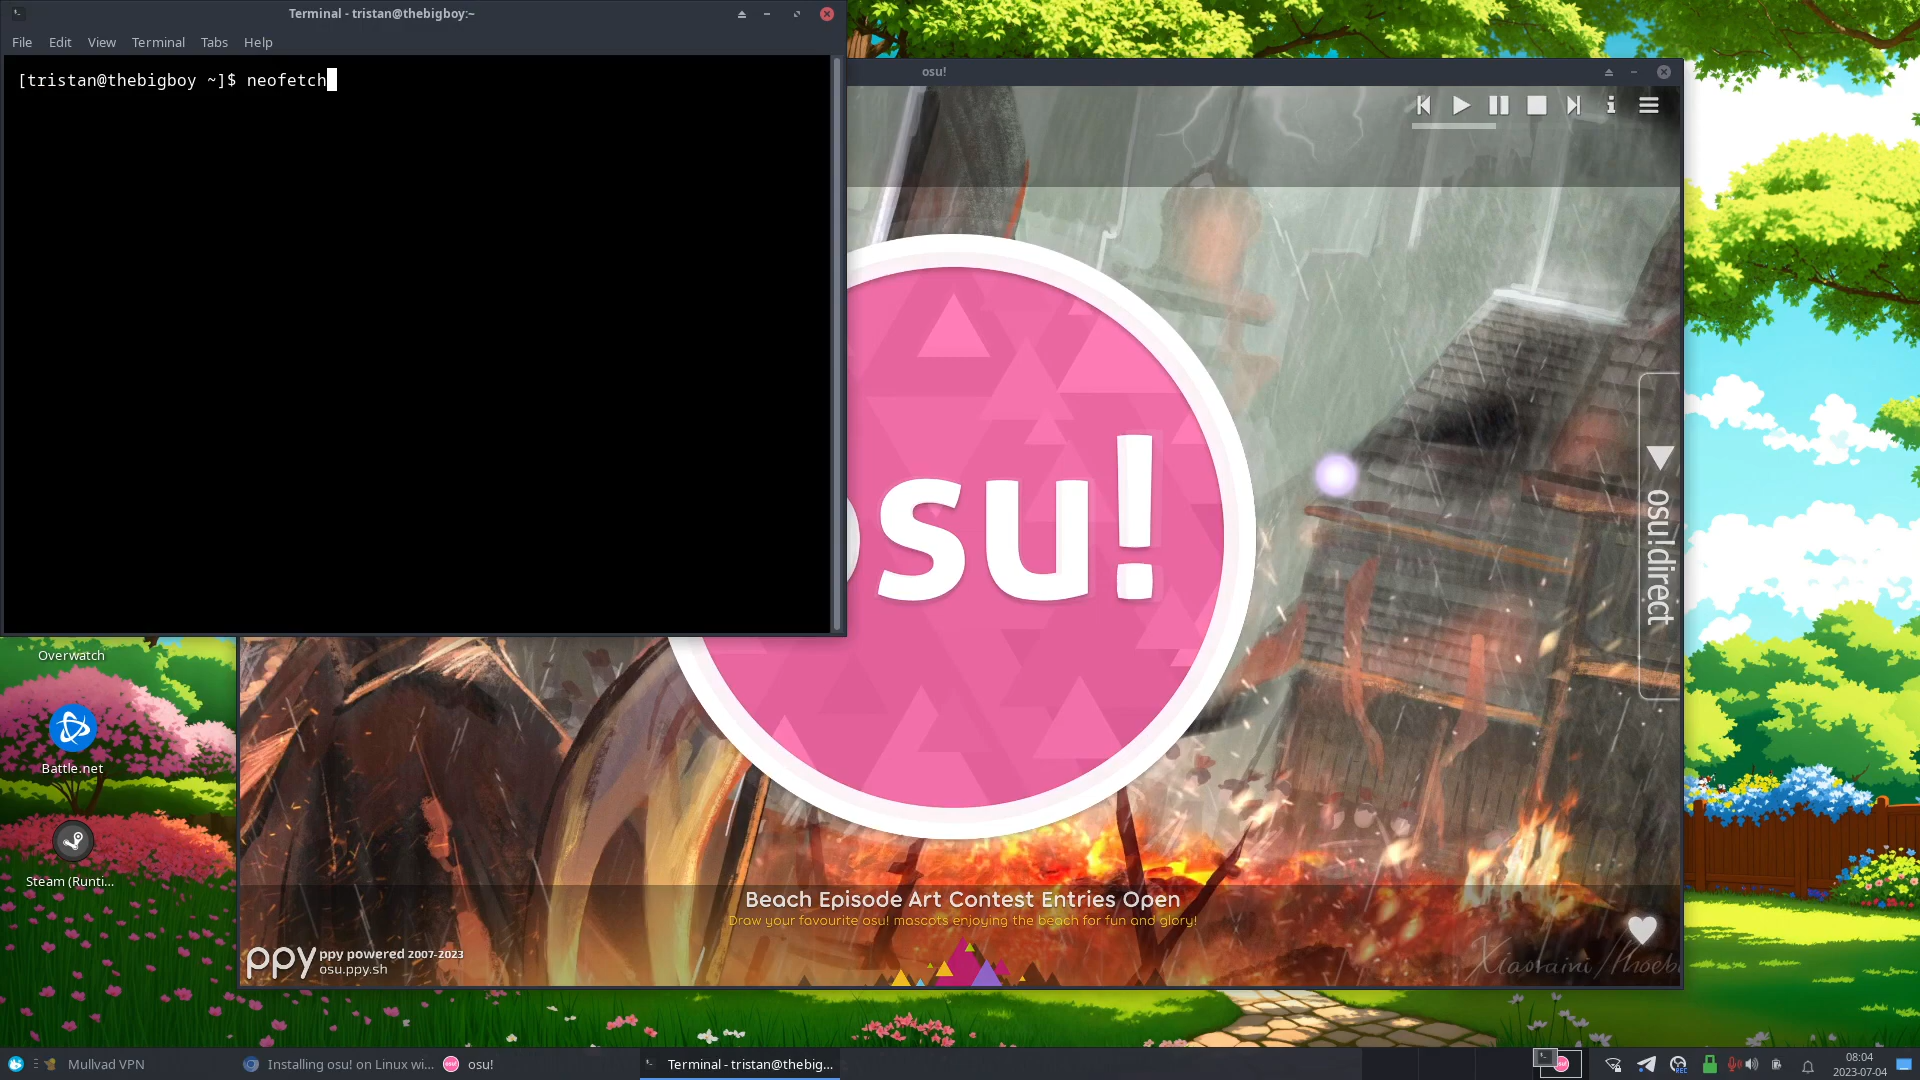 Terminal - tristan@thebigboy:~
File Edit View Terminal Tabs Help
[tristan@thebigboy ~]$ neofetch
osu!
osu!
osu!direct
Overwatch
Battle.net
Steam (Runti...
Beach Episode Art Contest Entries Open
Draw your favourite osu! mascots enjoying the beach for fun and glory!
ppy ppy powered 2007-2023
osu.ppy.sh
Mullvad VPN
Installing osu! on Linux wi...
osu!
Terminal - tristan@thebig...
REC
08:04
2023-07-04